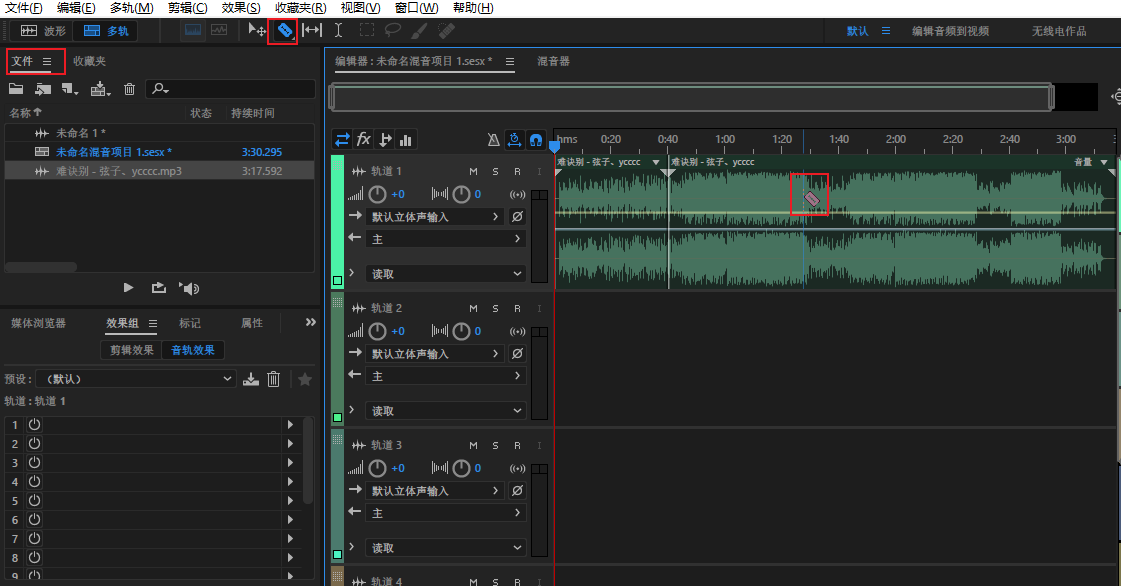 文件(F) 编辑(E) 多轨(M) 剪辑(C) 效果(S) 收藏夹(R) 视图(V) 窗口(W) 帮助(H)
波形 多轨 默认 编辑音频到视频 无线电作品
文件 收藏夹
名称 状态 持续时间
未命名 1 *
未命名混音项目 1.sesx * 3:30.295
难诀别 - 弦子、ycccc.mp3 3:17.592
媒体浏览器 效果组 标记 属性
剪辑效果 音轨效果
预设: （默认）
轨道: 轨道 1
1
2
3
4
5
6
7
8
9
编辑器: 未命名混音项目 1.sesx * 混音器
fx
hms 0:20 0:40 1:00 1:20 1:40 2:00 2:20 2:40 3:00
难诀别 - 弦子、ycccc 难诀别 - 弦子、ycccc 音量
轨道 1 M S R I
+0 0
默认立体声输入
主
读取
轨道 2 M S R I
+0 0
默认立体声输入
主
读取
轨道 3 M S R I
+0 0
默认立体声输入
主
读取
轨道 4 M S R I